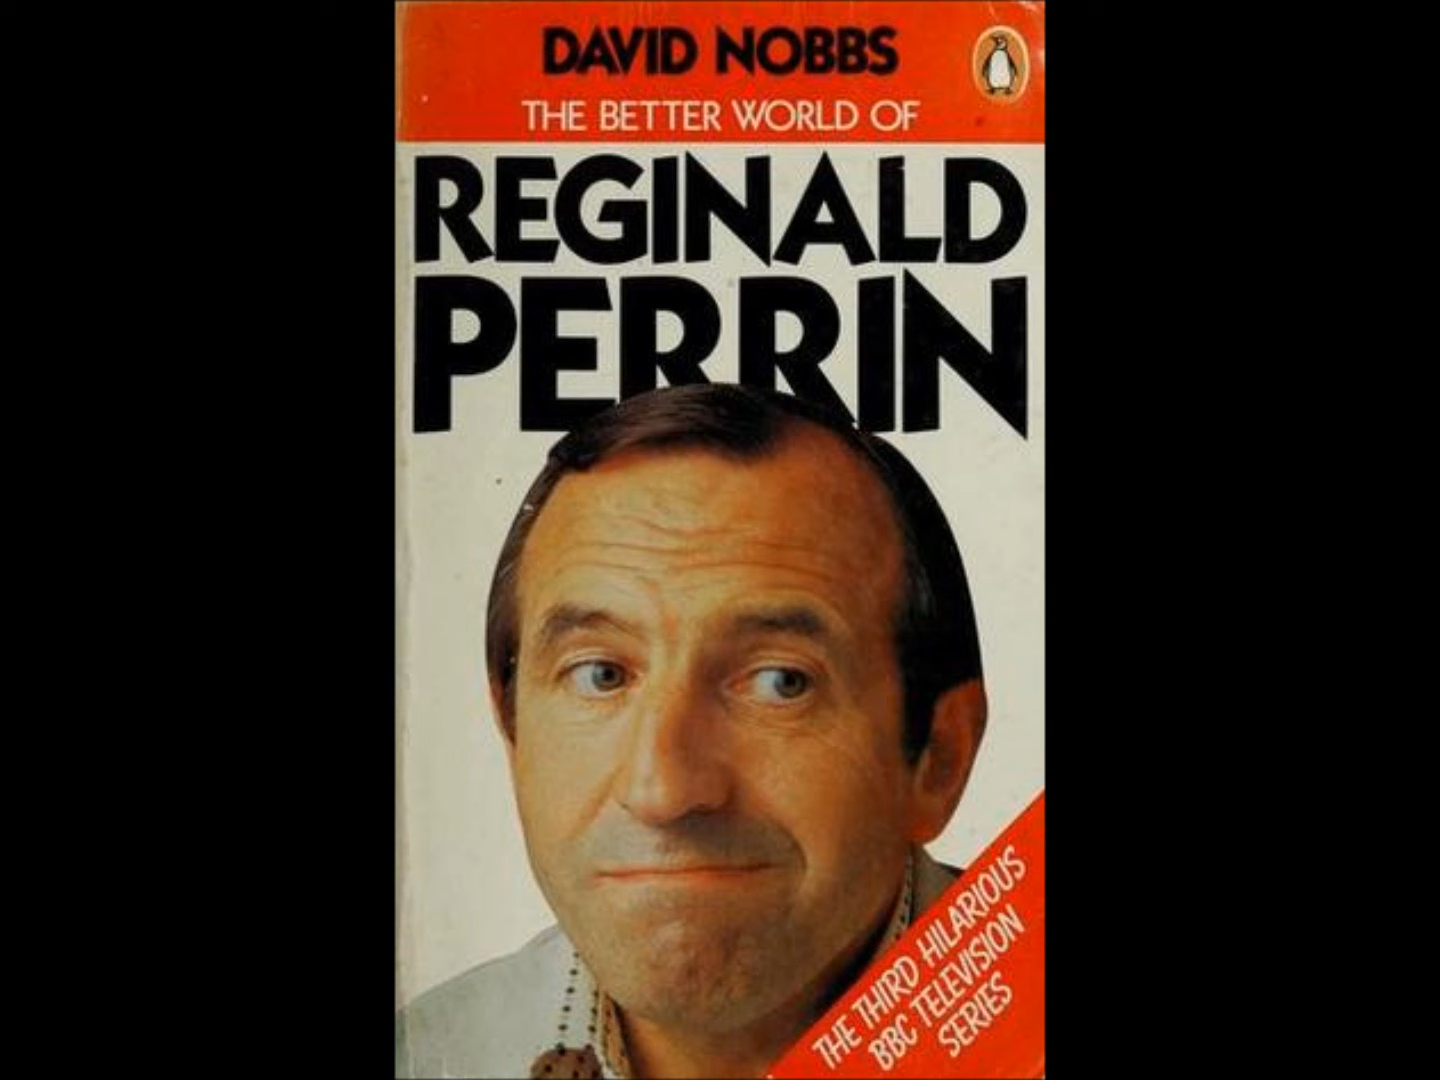 DAVID NOBBS
THE BETTER WORLD OF
REGINALD
PERRIN
THE THIRD HILARIOUS
BBC TELEVISION
SERIES